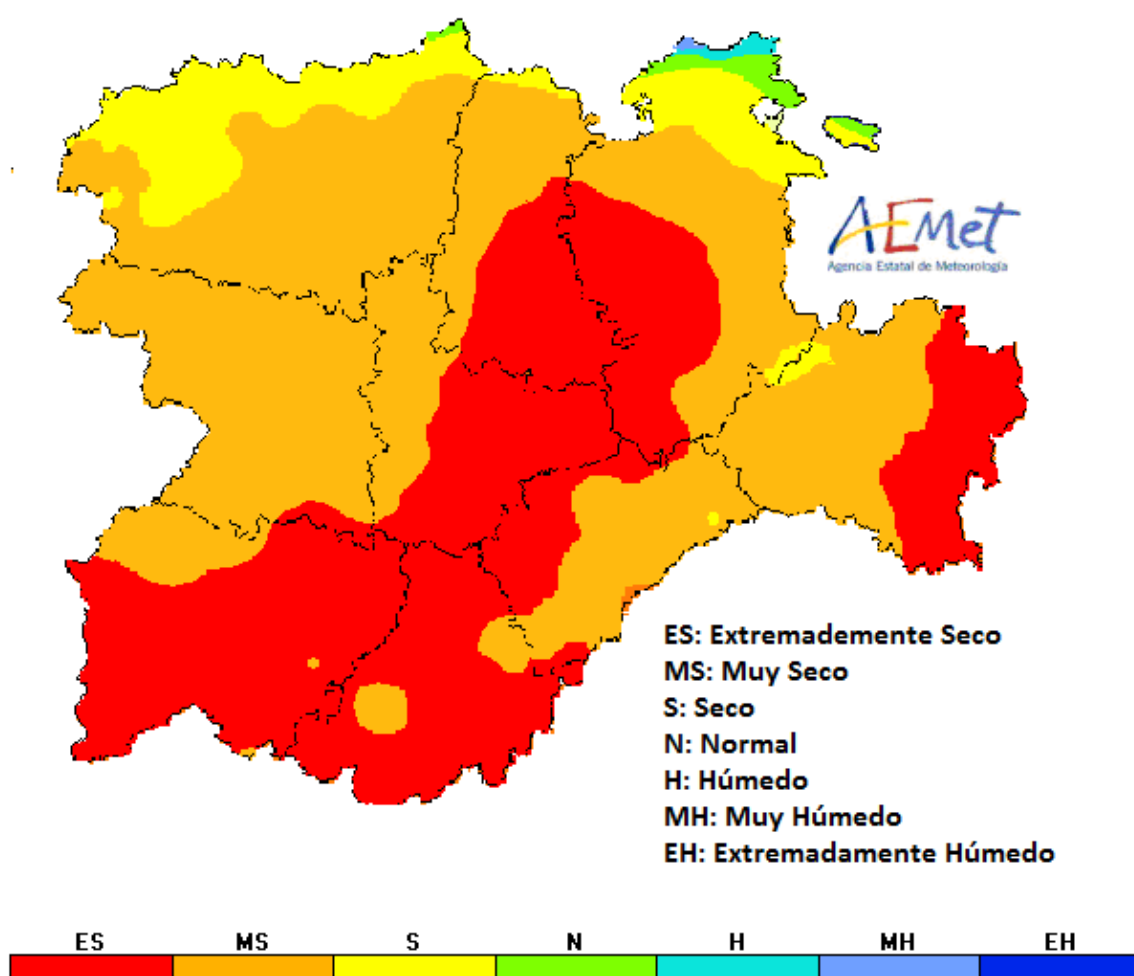 AEMet
Agencia Estatal de Meteorología
ES: Extremademente Seco
MS: Muy Seco
S: Seco
N: Normal
H: Húmedo
MH: Muy Húmedo
EH: Extremadamente Húmedo
ES MS S N H MH EH